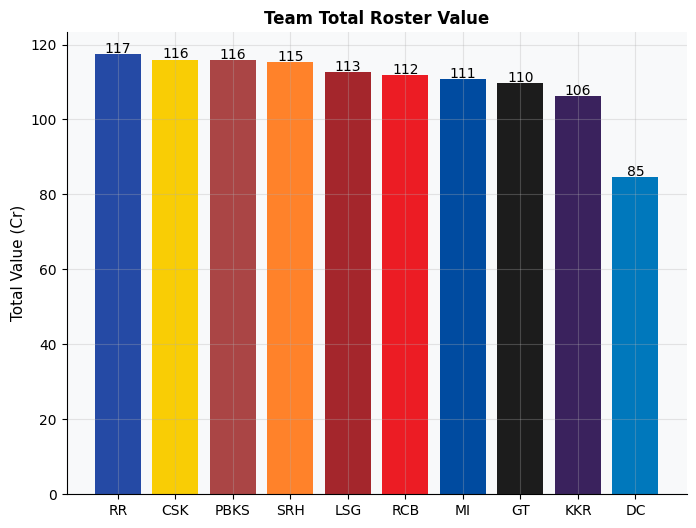 Team Total Roster Value
Total Value (Cr)
120
100
80
60
40
20
0
117
116
116
115
113
112
111
110
106
85
RR
CSK
PBKS
SRH
LSG
RCB
MI
GT
KKR
DC